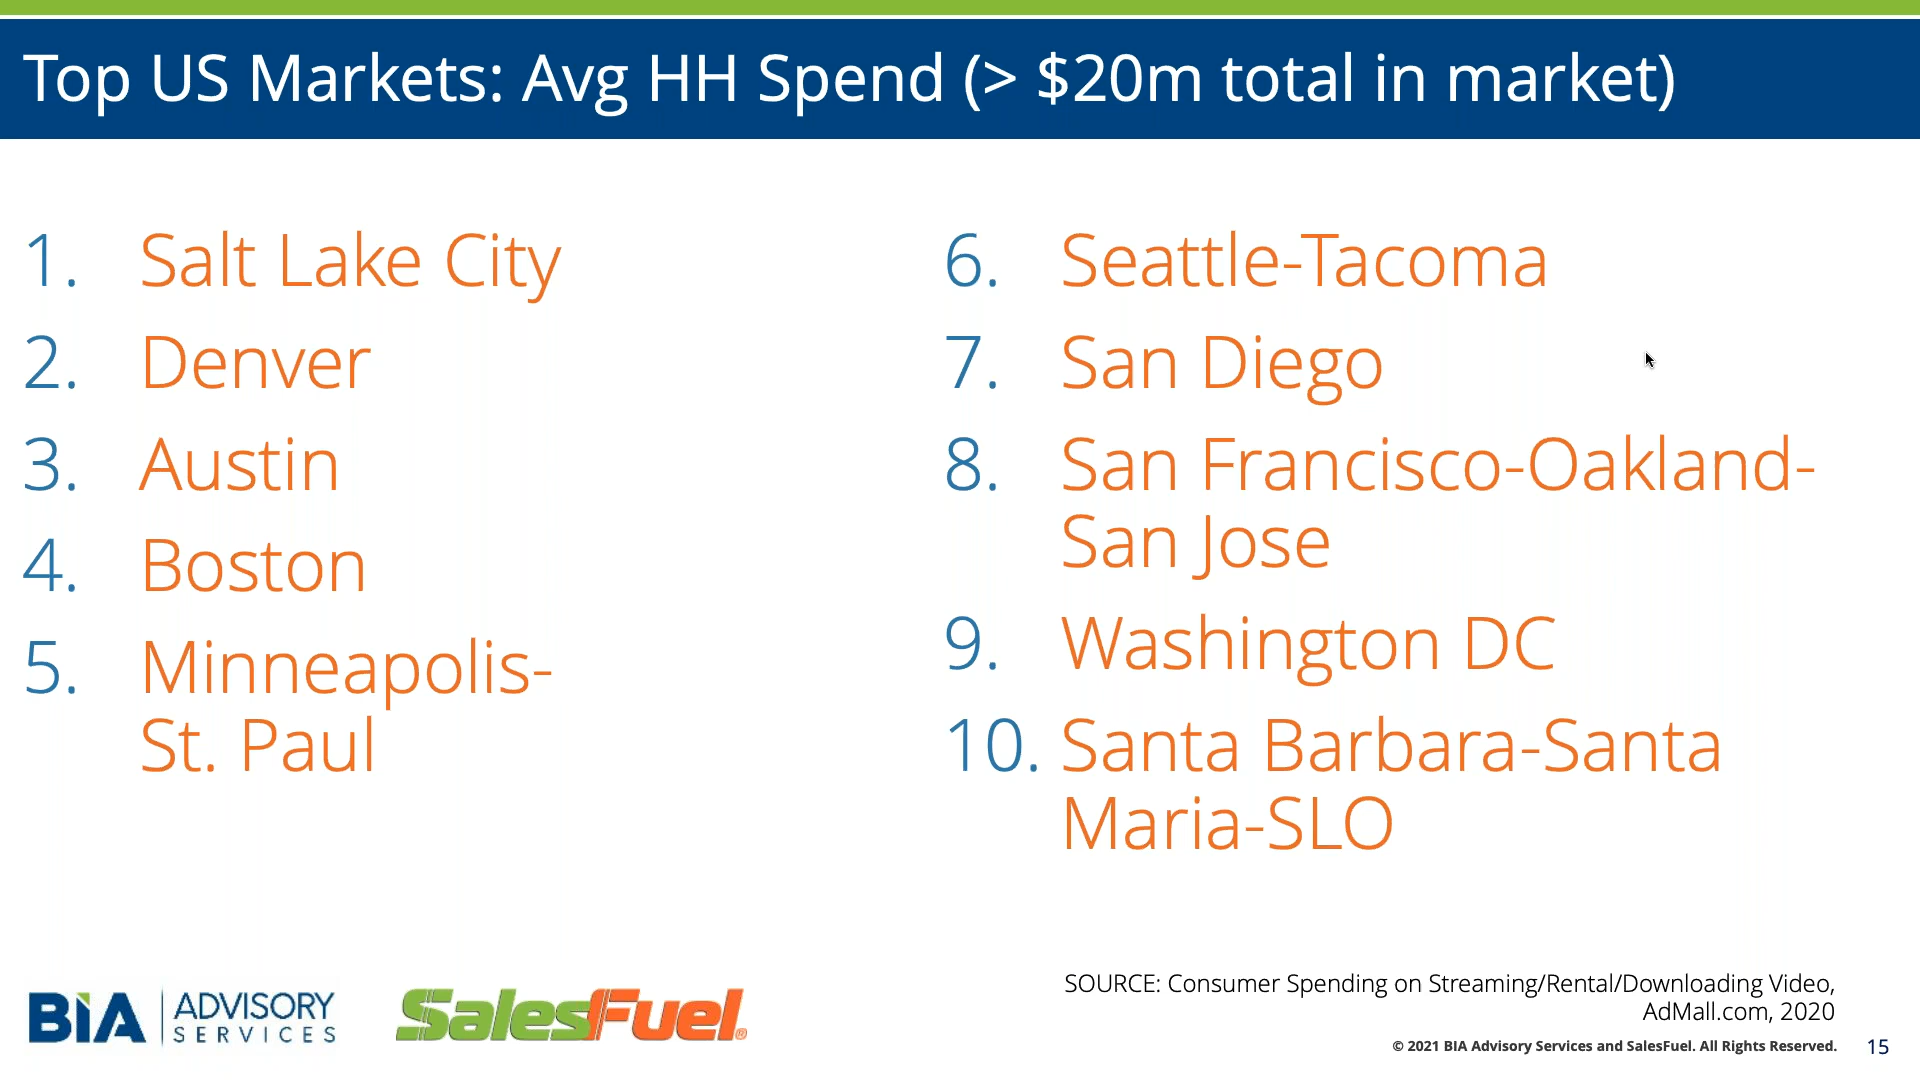 Top US Markets: Avg HH Spend (> $20m total in market)
1. Salt Lake City
2. Denver
3. Austin
4. Boston
5. Minneapolis-
St. Paul
6. Seattle-Tacoma
7. San Diego
8. San Francisco-Oakland-
San Jose
9. Washington DC
10. Santa Barbara-Santa
Maria-SLO
BiA ADVISORY
SERVICES
SalesFuel®
SOURCE: Consumer Spending on Streaming/Rental/Downloading Video,
AdMall.com, 2020
© 2021 BIA Advisory Services and SalesFuel. All Rights Reserved. 15